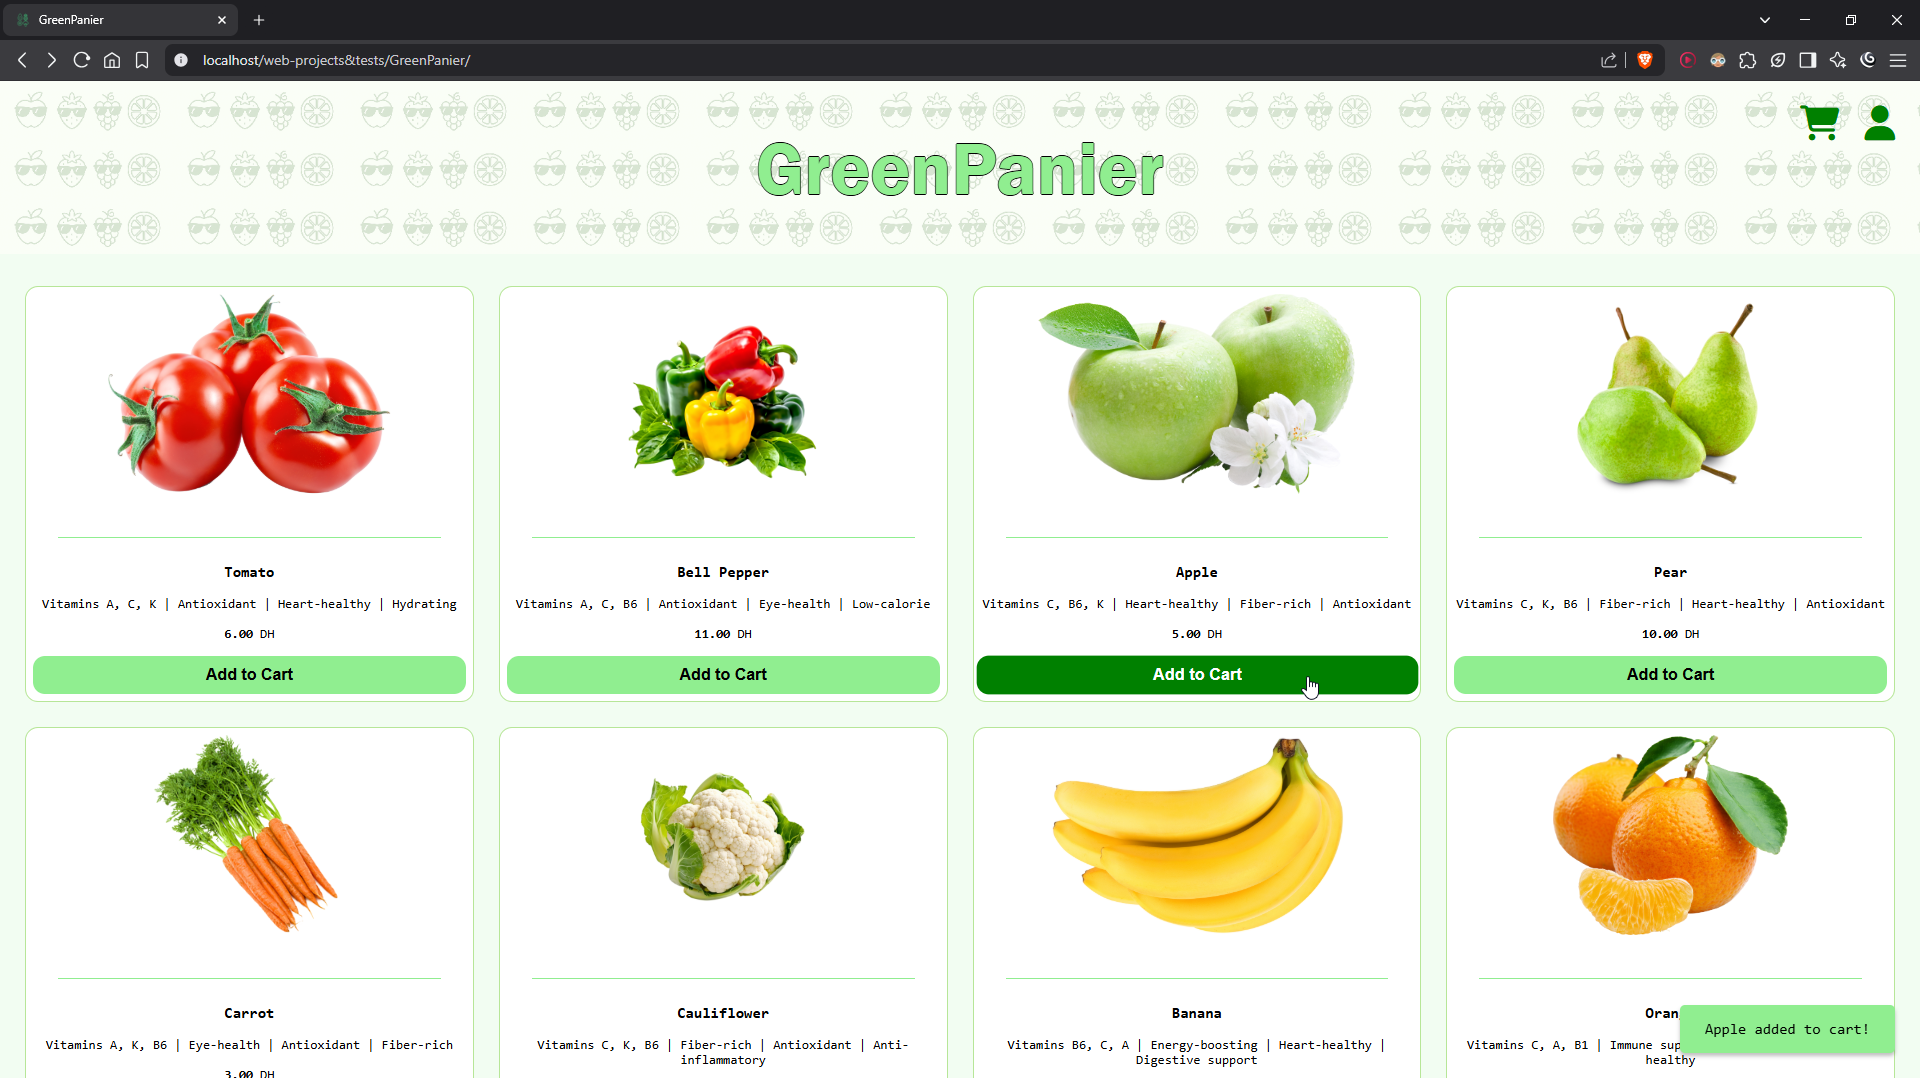 GreenPanier
localhost/web-projects&tests/GreenPanier/
GreenPanier
Tomato
Vitamins A, C, K | Antioxidant | Heart-healthy | Hydrating
6.00 DH
Add to Cart
Bell Pepper
Vitamins A, C, B6 | Antioxidant | Eye-health | Low-calorie
11.00 DH
Add to Cart
Apple
Vitamins C, B6, K | Heart-healthy | Fiber-rich | Antioxidant
5.00 DH
Add to Cart
Pear
Vitamins C, K, B6 | Fiber-rich | Heart-healthy | Antioxidant
10.00 DH
Add to Cart
Carrot
Vitamins A, K, B6 | Eye-health | Antioxidant | Fiber-rich
3.00 DH
Cauliflower
Vitamins C, K, B6 | Fiber-rich | Antioxidant | Anti-
inflammatory
Banana
Vitamins B6, C, A | Energy-boosting | Heart-healthy |
Digestive support
Oran
Vitamins C, A, B1 | Immune sup
healthy
Apple added to cart!